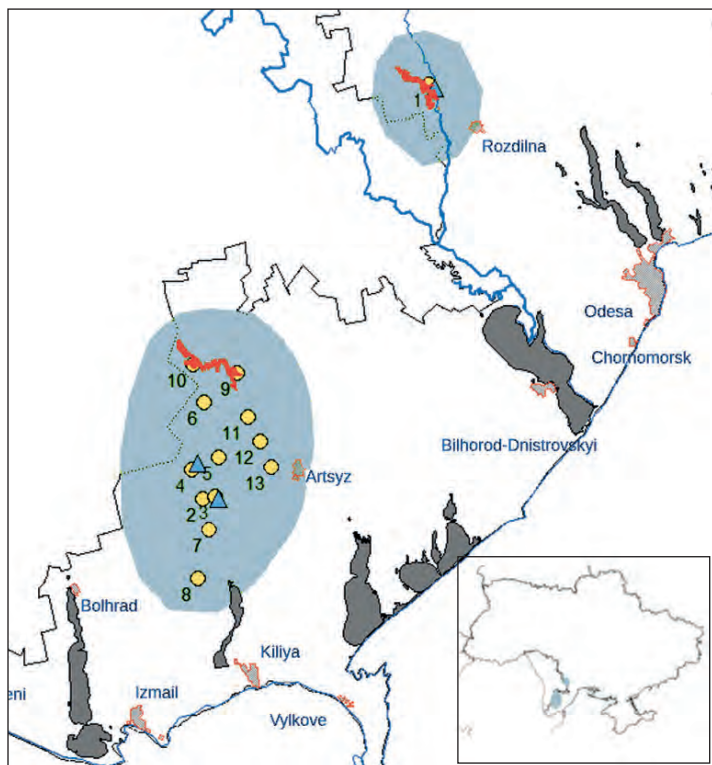 1
Rozdilna
Odesa
Chornomorsk
10
9
6
11
Bilhorod-Dnistrovskyi
12
5
4
13
Artsyz
2
3
7
8
Bolhrad
Kiliya
eni
Izmail
Vylkove